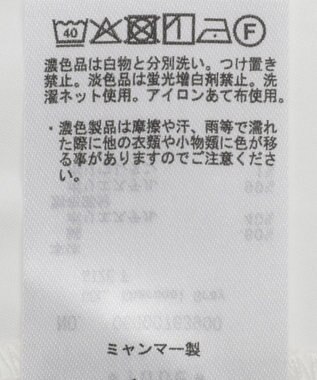 40 F
濃色品は白物と分別洗い。つけ置き
禁止。淡色品は蛍光増白剤禁止。洗
濯ネット使用。アイロンあて布使用。
・濃色製品は摩擦や汗、雨等で濡れ
た際に他の衣類や小物類に色が移
る事がありますのでご注意くださ
い。
ミャンマー製